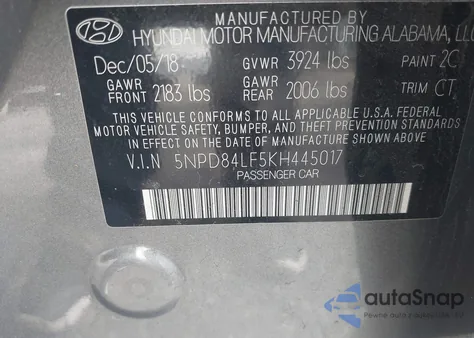 MANUFACTURED BY
HYUNDAI MOTOR MANUFACTURING ALABAMA, LLC
Dec/05/18 GVWR 3924 lbs PAINT 2C
GAWR FRONT 2183 lbs GAWR REAR 2006 lbs TRIM CT
THIS VEHICLE CONFORMS TO ALL APPLICABLE U.S.A. FEDERAL
MOTOR VEHICLE SAFETY, BUMPER, AND THEFT PREVENTION STANDARDS
IN EFFECT ON THE DATE OF MANUFACTURE SHOWN ABOVE.
V.I.N 5NPD84LF5KH445017
PASSENGER CAR
autoSnap
Pewne auta z